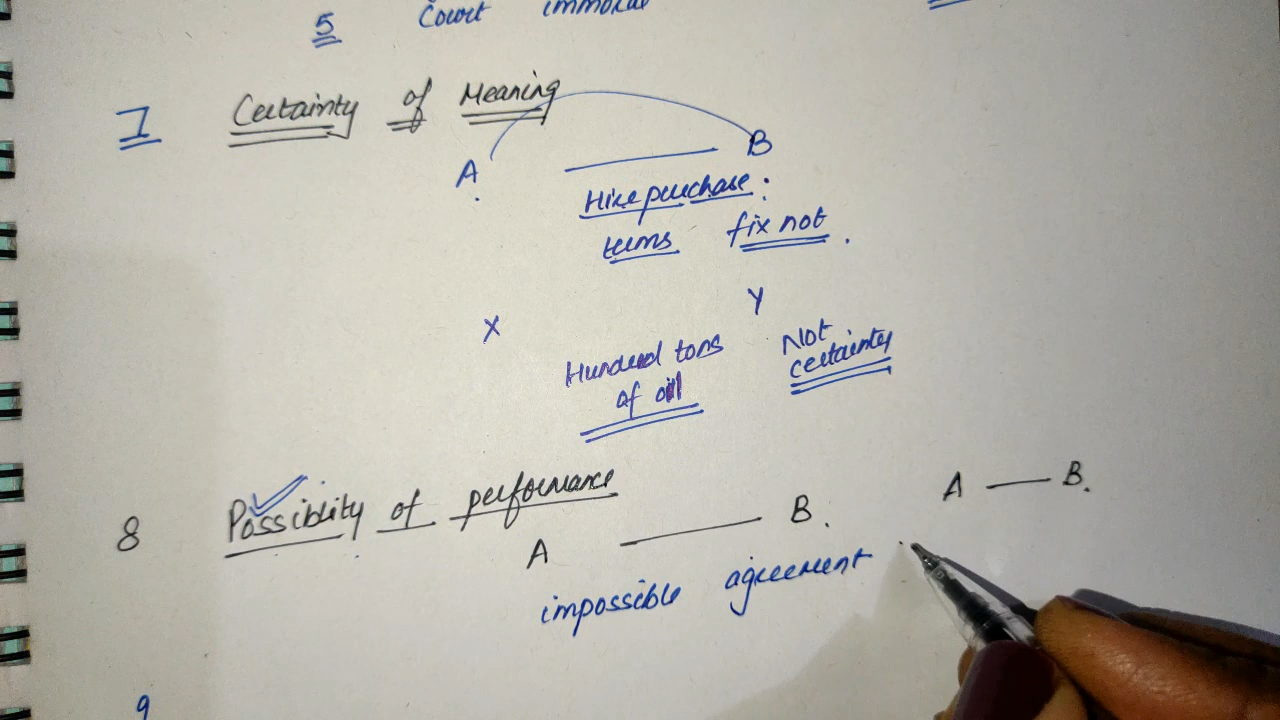 5 Court immoral
7 Certainty of Meaning
A B
Hire purchase :
terms fix not .
X Y
Hundred tons Not
of oil certainty
8 Possiblity of performance
A B. A B.
impossible agreement
9